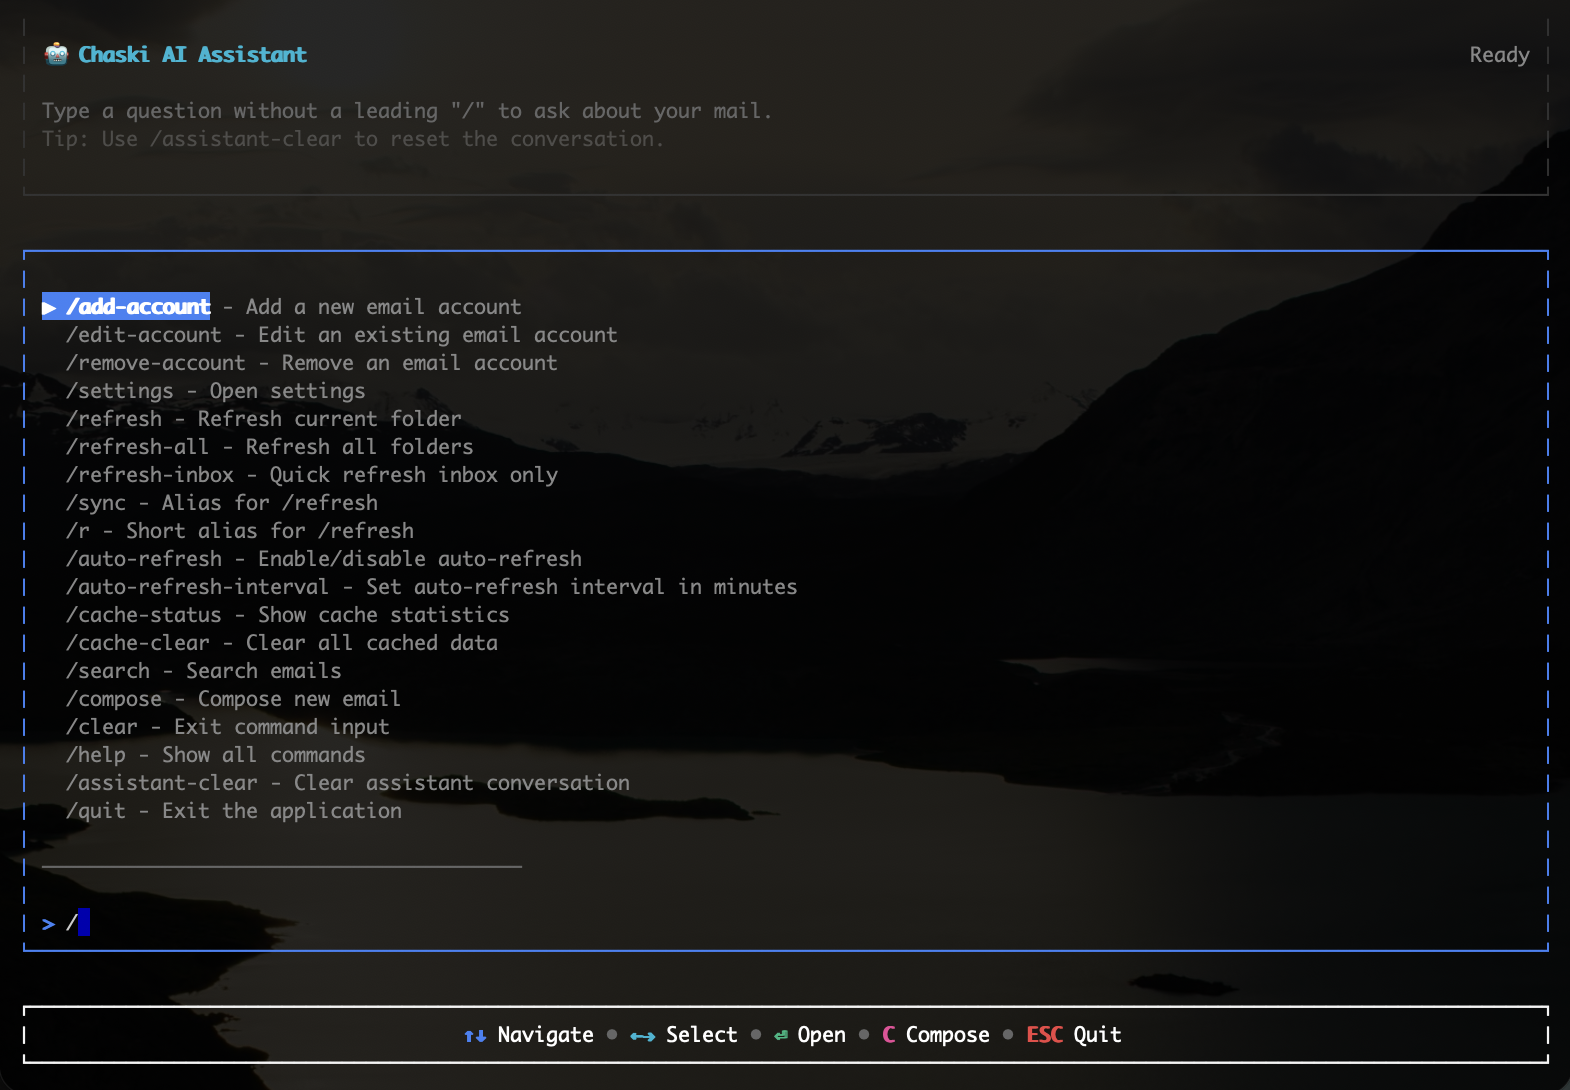 🤖 Chaski AI Assistant Ready
Type a question without a leading "/" to ask about your mail.
Tip: Use /assistant-clear to reset the conversation.
▶ /add-account - Add a new email account
/edit-account - Edit an existing email account
/remove-account - Remove an email account
/settings - Open settings
/refresh - Refresh current folder
/refresh-all - Refresh all folders
/refresh-inbox - Quick refresh inbox only
/sync - Alias for /refresh
/r - Short alias for /refresh
/auto-refresh - Enable/disable auto-refresh
/auto-refresh-interval - Set auto-refresh interval in minutes
/cache-status - Show cache statistics
/cache-clear - Clear all cached data
/search - Search emails
/compose - Compose new email
/clear - Exit command input
/help - Show all commands
/assistant-clear - Clear assistant conversation
/quit - Exit the application
> /
↑↓ Navigate • ←→ Select • ⏎ Open • C Compose • ESC Quit